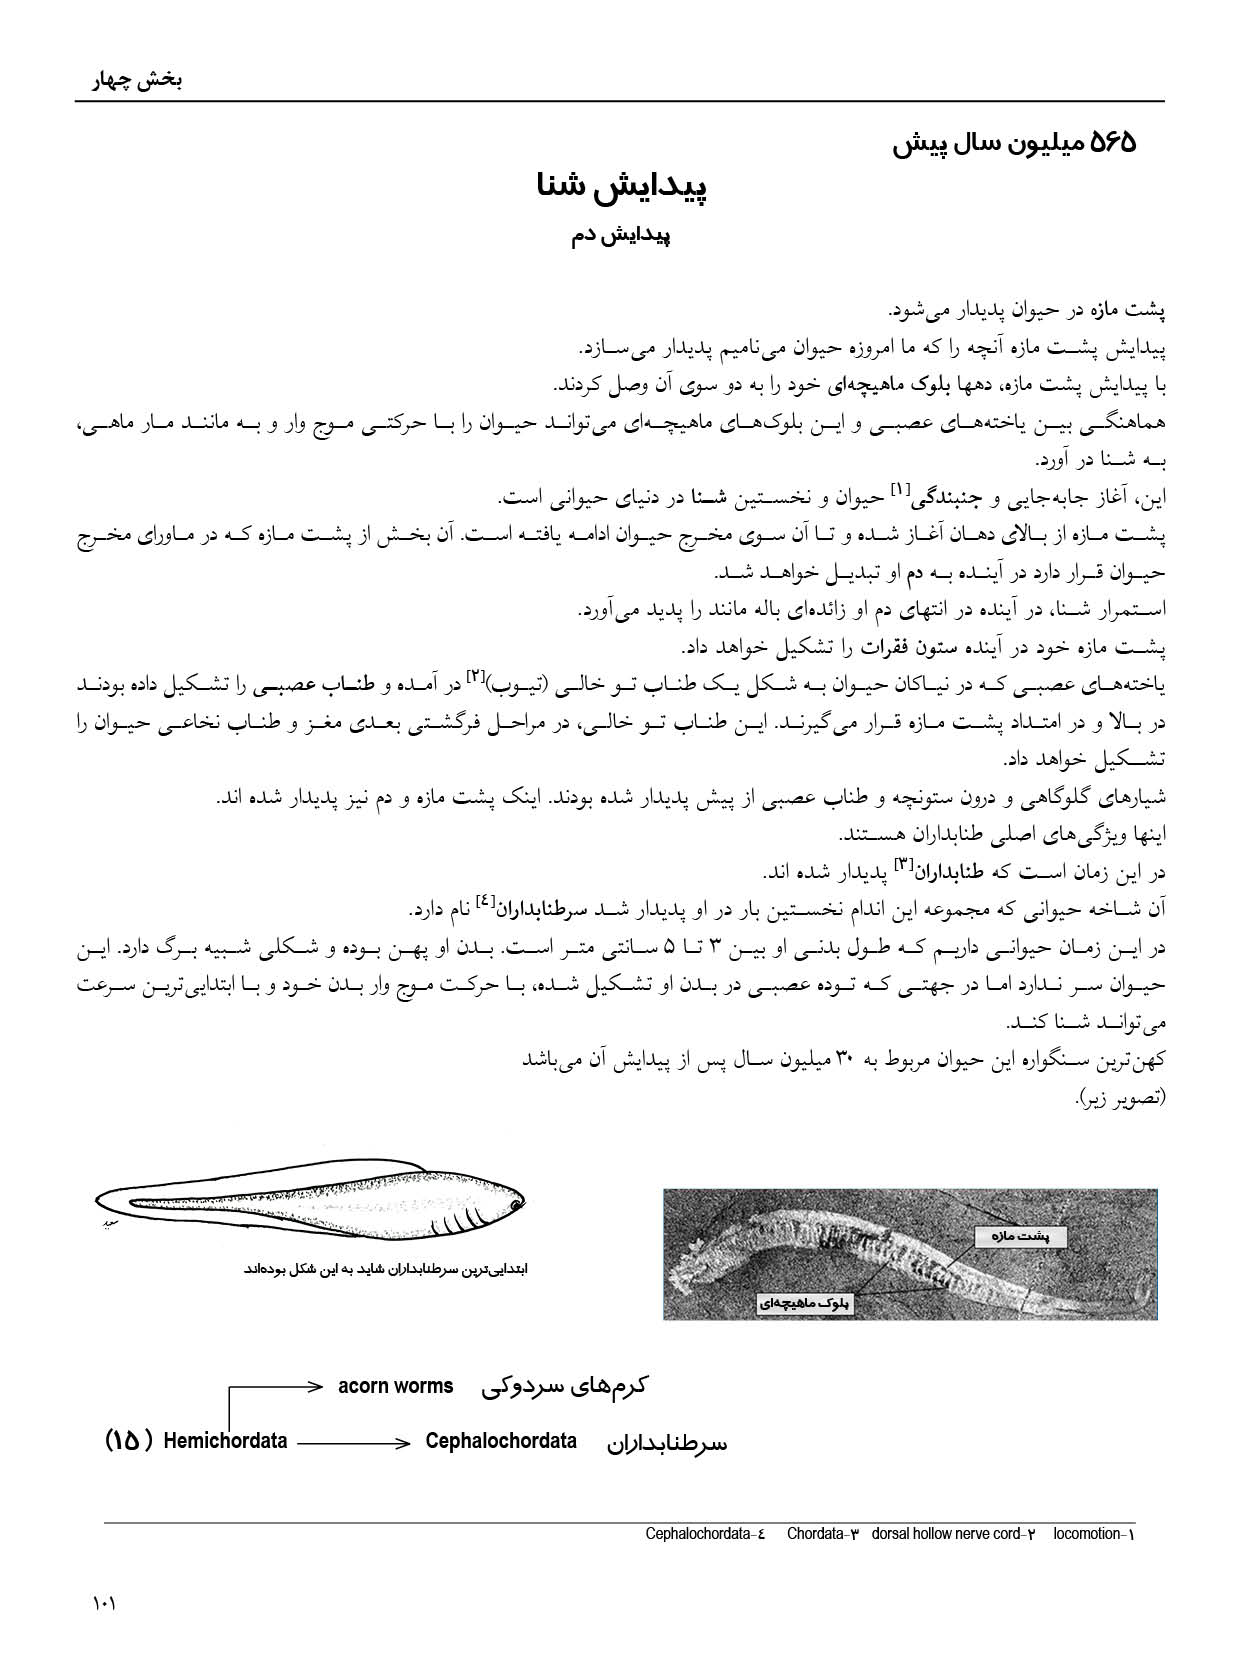 بخش چهار
۵۶۵ میلیون سال پیش
پیدایش شنا
پیدایش دم
پشت مازه در حیوان پدیدار می‌شود.
پیدایش پشت مازه آنچه را که ما امروزه حیوان می‌نامیم پدیدار می‌سازد.
با پیدایش پشت مازه، دهها بلوک ماهیچه‌ای خود را به دو سوی آن وصل کردند.
هماهنگی بین یاخته‌های عصبی و این بلوک‌های ماهیچه‌ای می‌تواند حیوان را با حرکتی موج وار و به مانند مار ماهی،
به شنا در آورد.
این، آغاز جابه‌جایی و جنبندگی[۱] حیوان و نخستین شنا در دنیای حیوانی است.
پشت مازه از بالای دهان آغاز شده و تا آن سوی مخرج حیوان ادامه یافته است. آن بخش از پشت مازه که در ماورای مخرج
حیوان قرار دارد در آینده به دم او تبدیل خواهد شد.
استمرار شنا، در آینده در انتهای دم او زائده‌ای باله مانند را پدید می‌آورد.
پشت مازه خود در آینده ستون فقرات را تشکیل خواهد داد.
یاخته‌های عصبی که در نیاکان حیوان به شکل یک طناب تو خالی (تیوب)[۲] در آمده و طناب عصبی را تشکیل داده بودند
در بالا و در امتداد پشت مازه قرار می‌گیرند. این طناب تو خالی، در مراحل فرگشتی بعدی مغز و طناب نخاعی حیوان را
تشکیل خواهد داد.
شیارهای گلوگاهی و درون ستونچه و طناب عصبی از پیش پدیدار شده بودند. اینک پشت مازه و دم نیز پدیدار شده اند.
اینها ویژگی‌های اصلی طنابداران هستند.
در این زمان است که طنابداران[۳] پدیدار شده اند.
آن شاخه حیوانی که مجموعه این اندام نخستین بار در او پدیدار شد سرطنابداران[٤] نام دارد.
در این زمان حیوانی داریم که طول بدنی او بین ۳ تا ۵ سانتی متر است. بدن او پهن بوده و شکلی شبیه برگ دارد. این
حیوان سر ندارد اما در جهتی که توده عصبی در بدن او تشکیل شده، با حرکت موج وار بدن خود و با ابتدایی‌ترین سرعت
می‌تواند شنا کند.
کهن‌ترین سنگواره این حیوان مربوط به ۳۰ میلیون سال پس از پیدایش آن می‌باشد
(تصویر زیر).
سعید
ابتدایی‌ترین سرطنابداران شاید به این شکل بوده‌اند
پشت مازه
بلوک ماهیچه‌ای
acorn worms کرم‌های سردوکی
(۱۵) Hemichordata Cephalochordata سرطنابداران
۱-locomotion ۲-dorsal hollow nerve cord ۳-Chordata ٤-Cephalochordata
۱۰۱